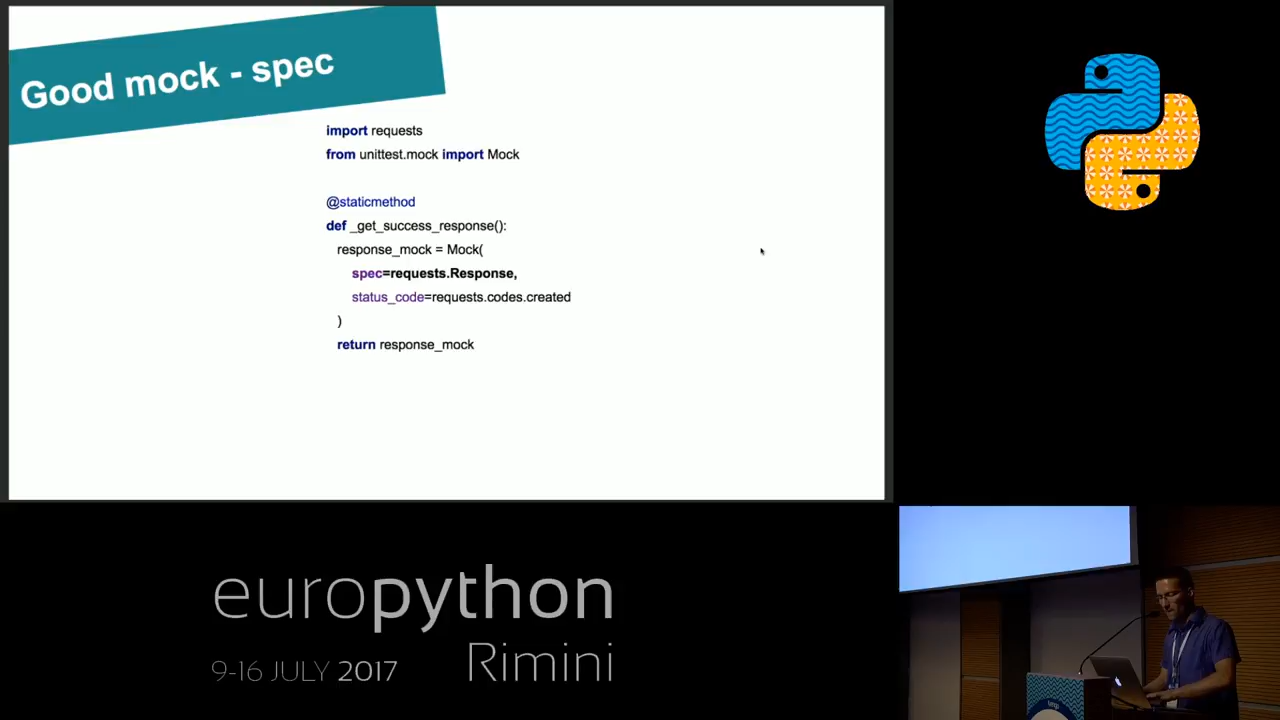 Good mock - spec
import requests
from unittest.mock import Mock
@staticmethod
def _get_success_response():
response_mock = Mock(
spec=requests.Response,
status_code=requests.codes.created
)
return response_mock
europython
9-16 JULY 2017
Rimini